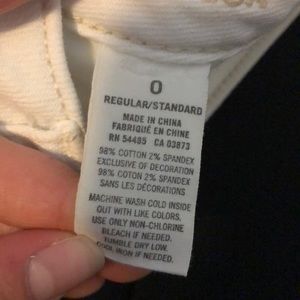 0
REGULAR/STANDARD
MADE IN CHINA
FABRIQUÉ EN CHINE
RN 54485 CA 03873
98% COTTON 2% SPANDEX
EXCLUSIVE OF DECORATION
98% COTTON 2% SPANDEX
SANS LES DÉCORATIONS
MACHINE WASH COLD INSIDE
OUT WITH LIKE COLORS.
USE ONLY NON-CHLORINE
BLEACH IF NEEDED.
TUMBLE DRY LOW.
COOL IRON IF NEEDED.